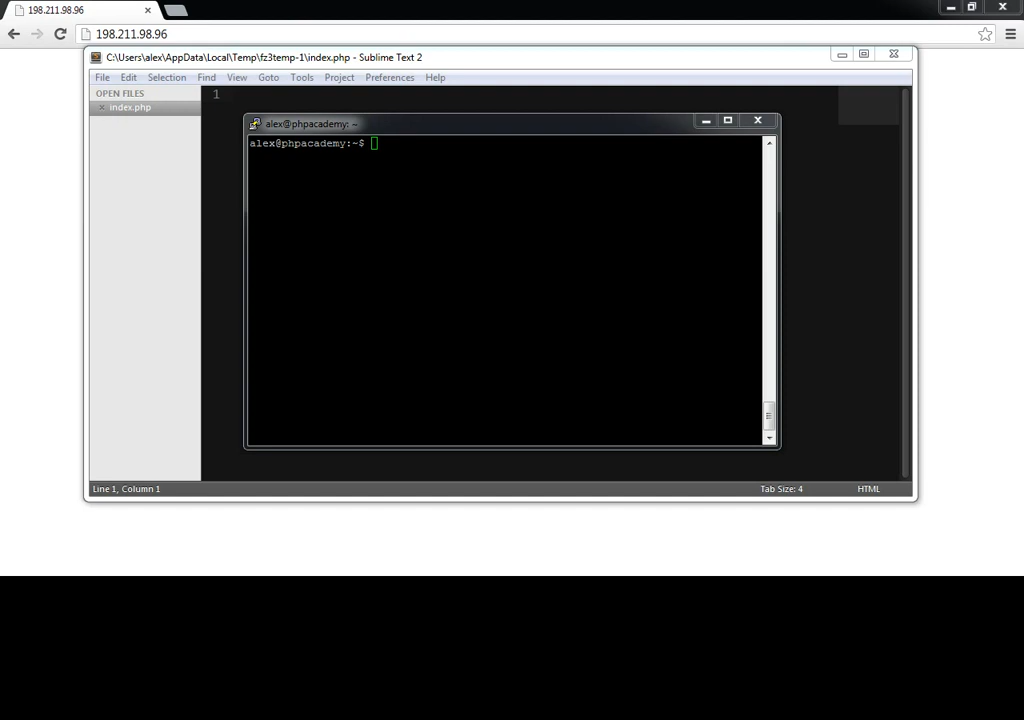 198.211.98.96
198.211.98.96
C:\Users\alex\AppData\Local\Temp\fz3temp-1\index.php - Sublime Text 2
File Edit Selection Find View Goto Tools Project Preferences Help
OPEN FILES
index.php
1
alex@phpacademy: ~
alex@phpacademy:~$
Line 1, Column 1
Tab Size: 4
HTML